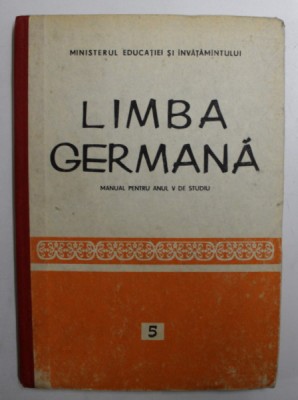 MINISTERUL EDUCAȚIEI ȘI ÎNVĂȚĂMÎNTULUI
LIMBA
GERMANĂ
MANUAL PENTRU ANUL V DE STUDIU
5